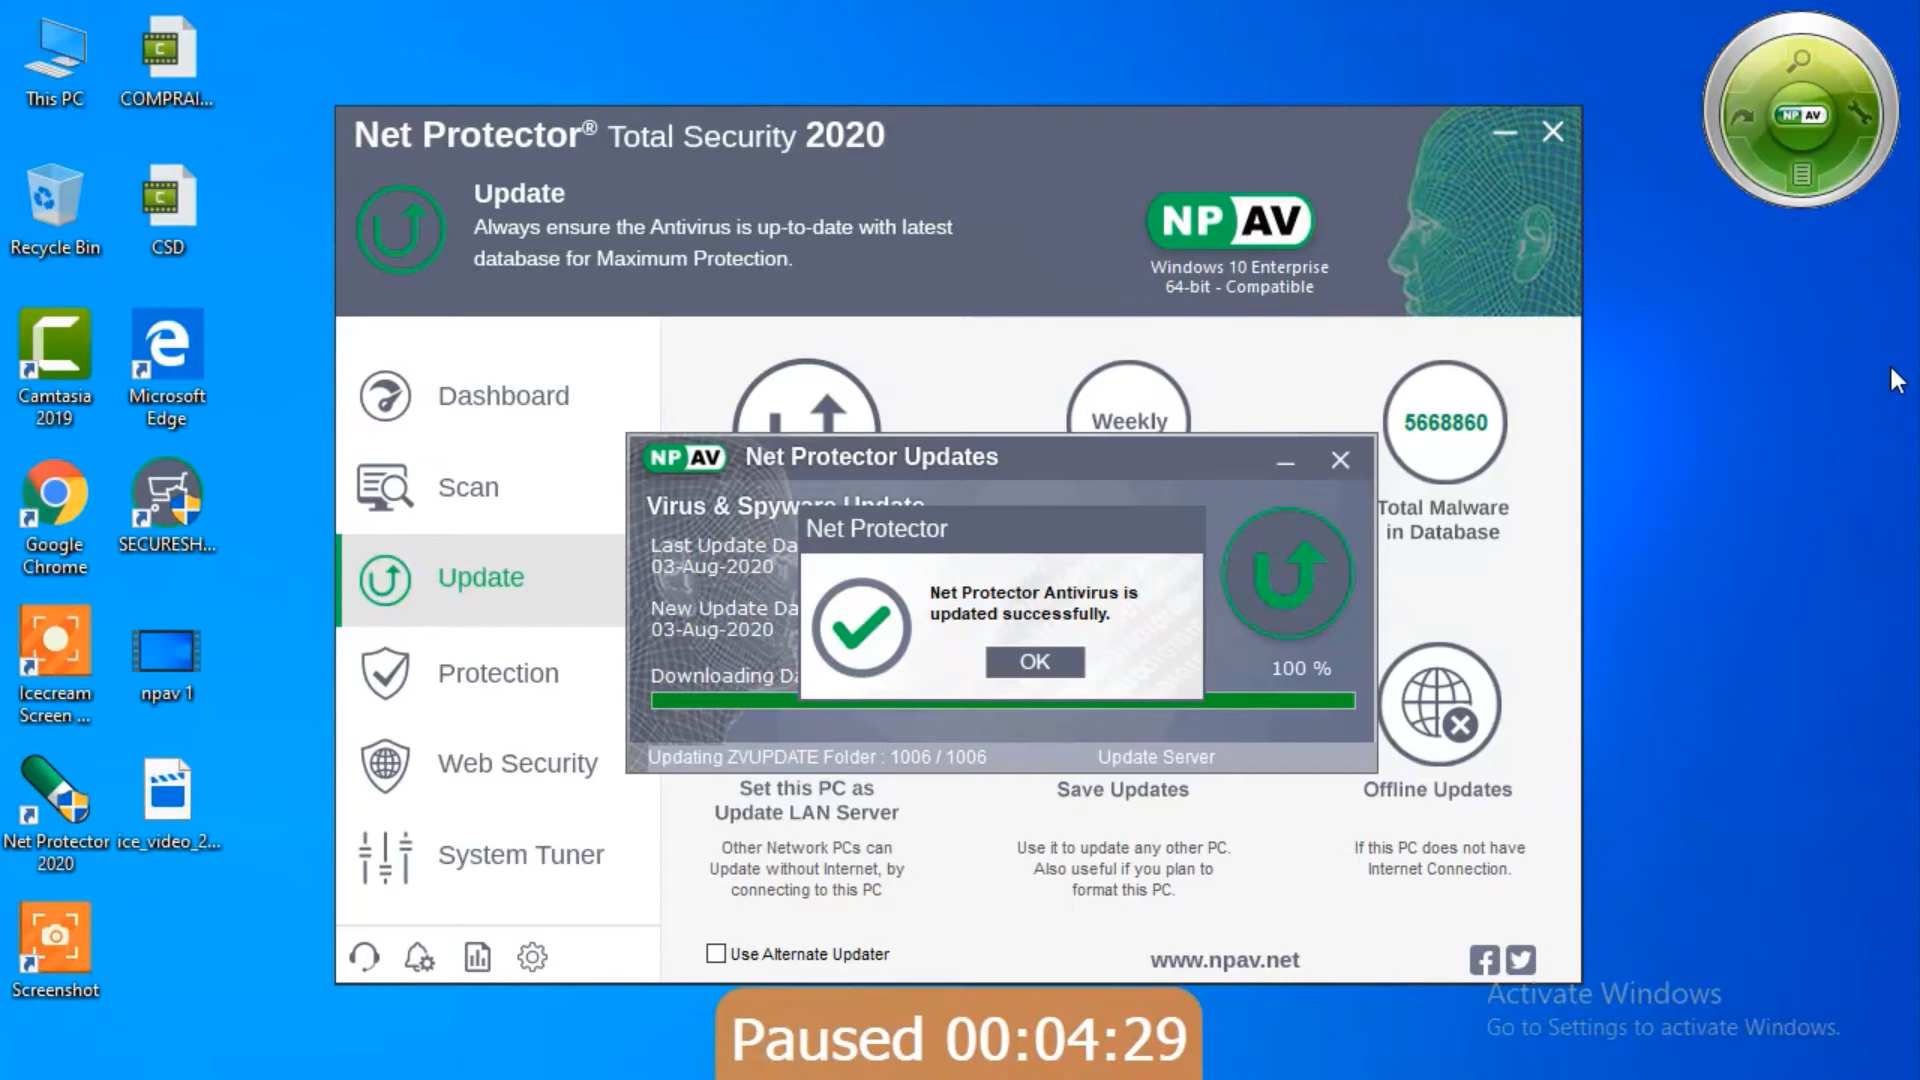 This PC
COMPRAI...
Recycle Bin
CSD
Camtasia
2019
Microsoft
Edge
Google
Chrome
SECURESH...
Icecream
Screen ...
npav 1
Net Protector
2020
ice_video_2...
Screenshot
Net Protector® Total Security 2020
Update
Always ensure the Antivirus is up-to-date with latest
database for Maximum Protection.
NP AV
Windows 10 Enterprise
64-bit - Compatible
NP AV
Dashboard
Scan
Update
Protection
Web Security
System Tuner
Weekly
5668860
Total Malware
in Database
NP AV
Net Protector Updates
Virus & Spyware Update
Last Update Da
03-Aug-2020
New Update Da
03-Aug-2020
Downloading Da
100 %
Updating ZVUPDATE Folder : 1006 / 1006
Update Server
Net Protector
Net Protector Antivirus is
updated successfully.
OK
Set this PC as
Update LAN Server
Other Network PCs can
Update without Internet, by
connecting to this PC
Save Updates
Use it to update any other PC.
Also useful if you plan to
format this PC.
Offline Updates
If this PC does not have
Internet Connection.
Use Alternate Updater
www.npav.net
Activate Windows
Go to Settings to activate Windows.
Paused 00:04:29